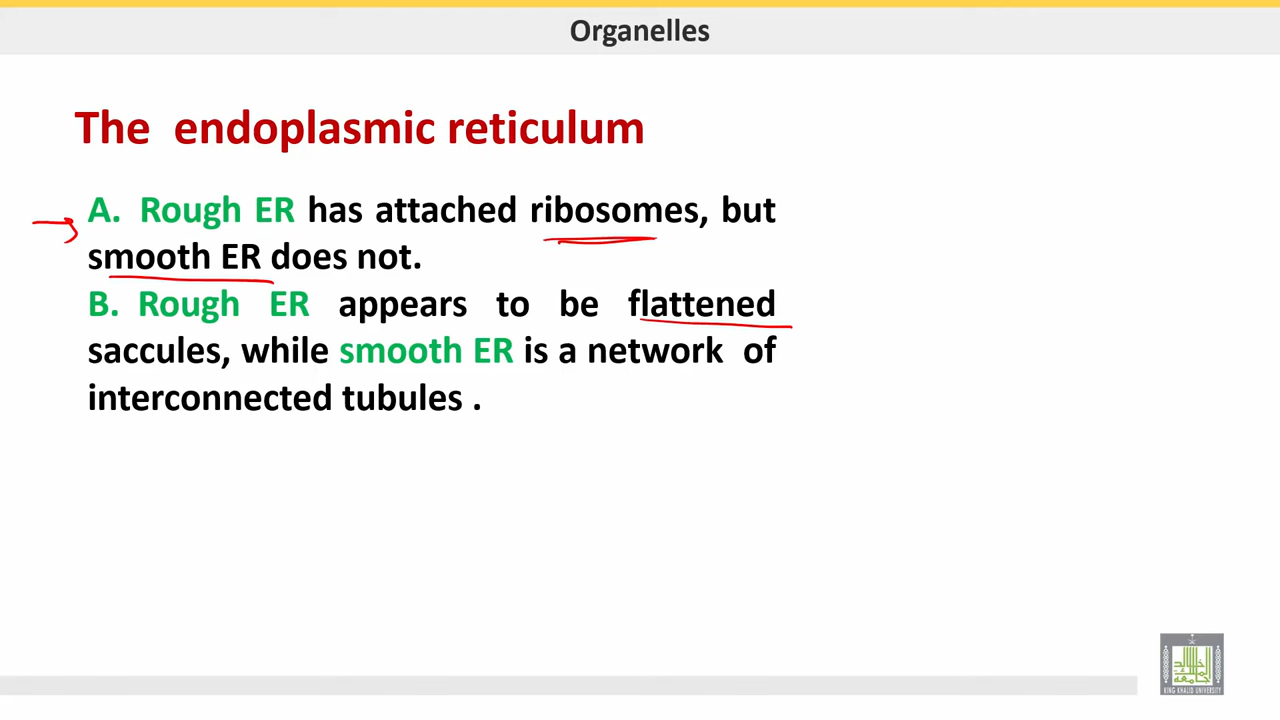 Organelles
The endoplasmic reticulum
A. Rough ER has attached ribosomes, but
smooth ER does not.
B. Rough ER appears to be flattened
saccules, while smooth ER is a network of
interconnected tubules .
KING KHALID UNIVERSITY